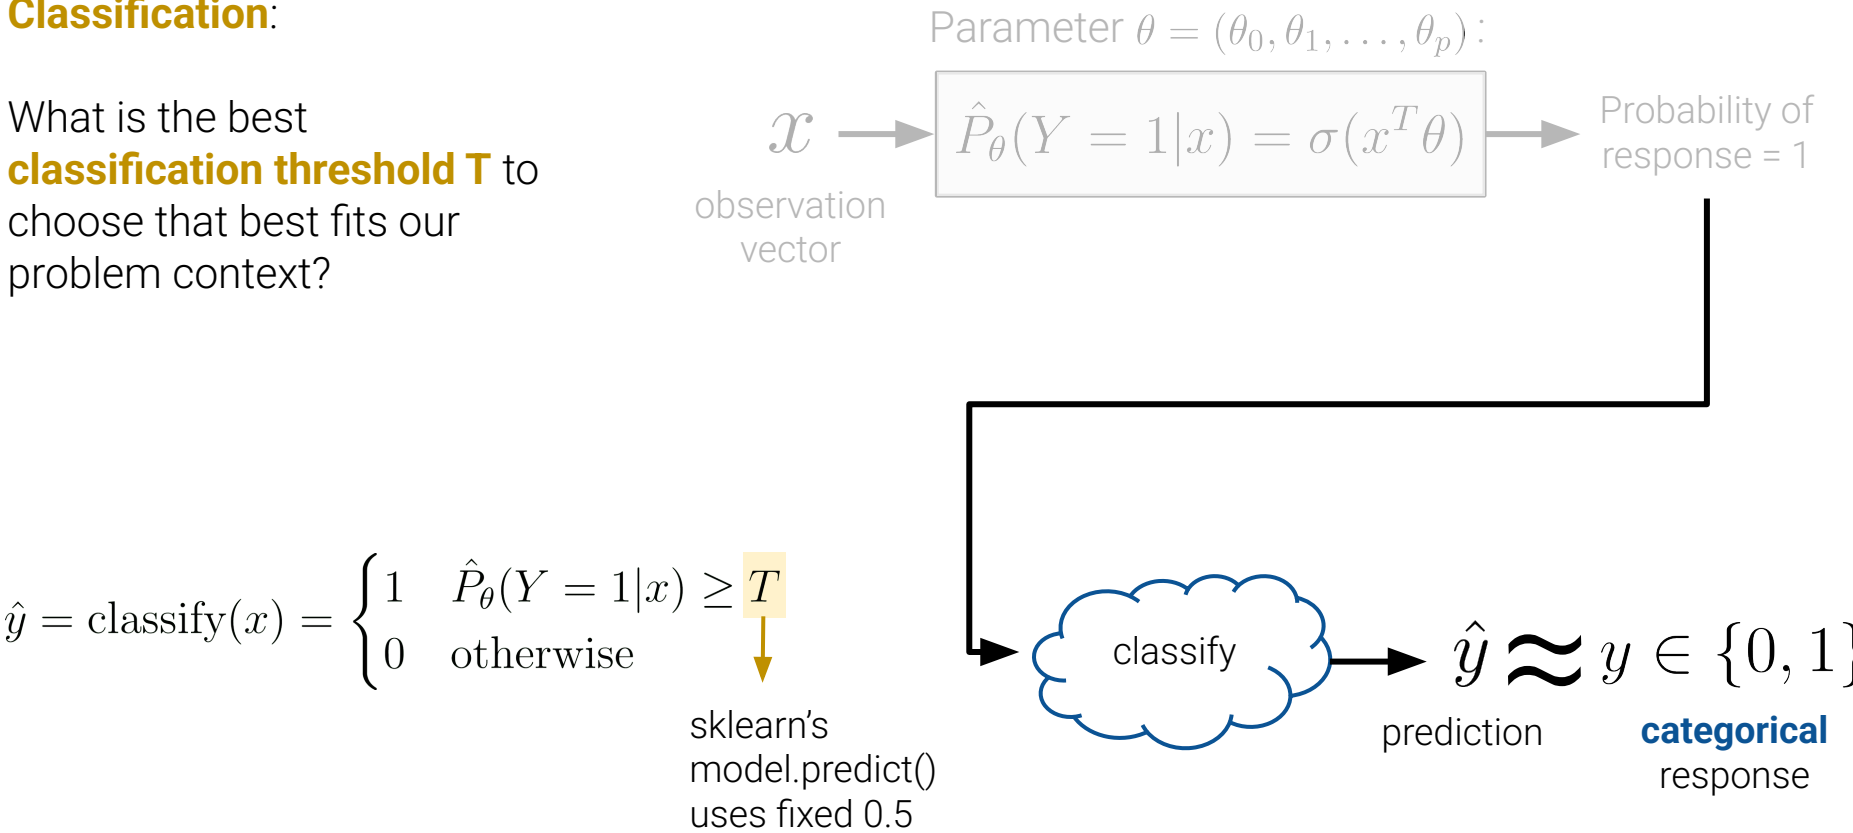 Classification:
What is the best
classification threshold T to
choose that best fits our
problem context?
Parameter θ = (θ₀, θ₁, . . . , θₚ) :
x
observation
vector
P̂_θ(Y = 1|x) = σ(x^T θ)
Probability of
response = 1
ŷ = classify(x) = { 1 P̂_θ(Y = 1|x) ≥ T
0 otherwise
sklearn’s
model.predict()
uses fixed 0.5
classify
ŷ ≈ y ∈ {0, 1}
prediction
categorical
response